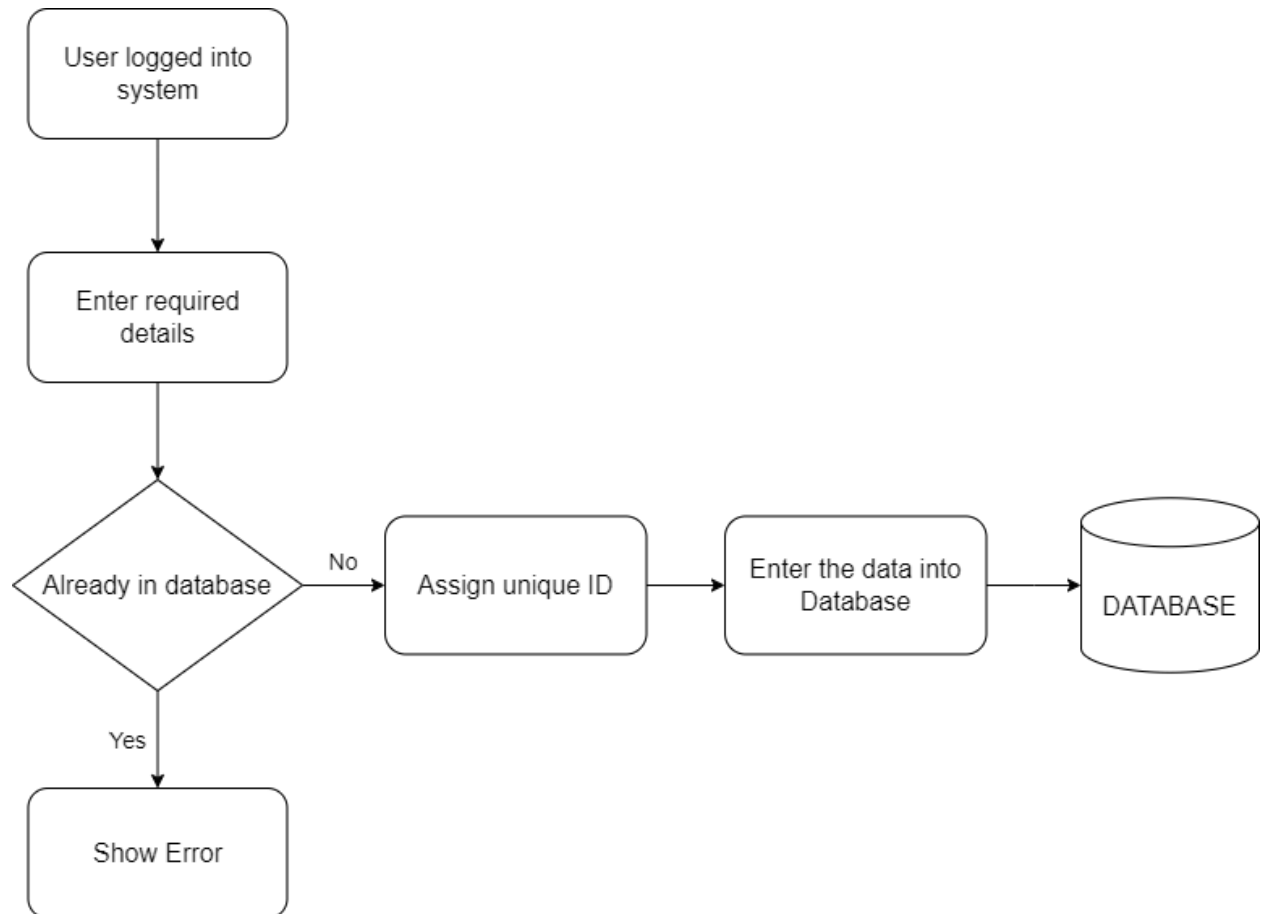 User logged into
system
Enter required
details
Already in database
No
Assign unique ID
Enter the data into
Database
DATABASE
Yes
Show Error